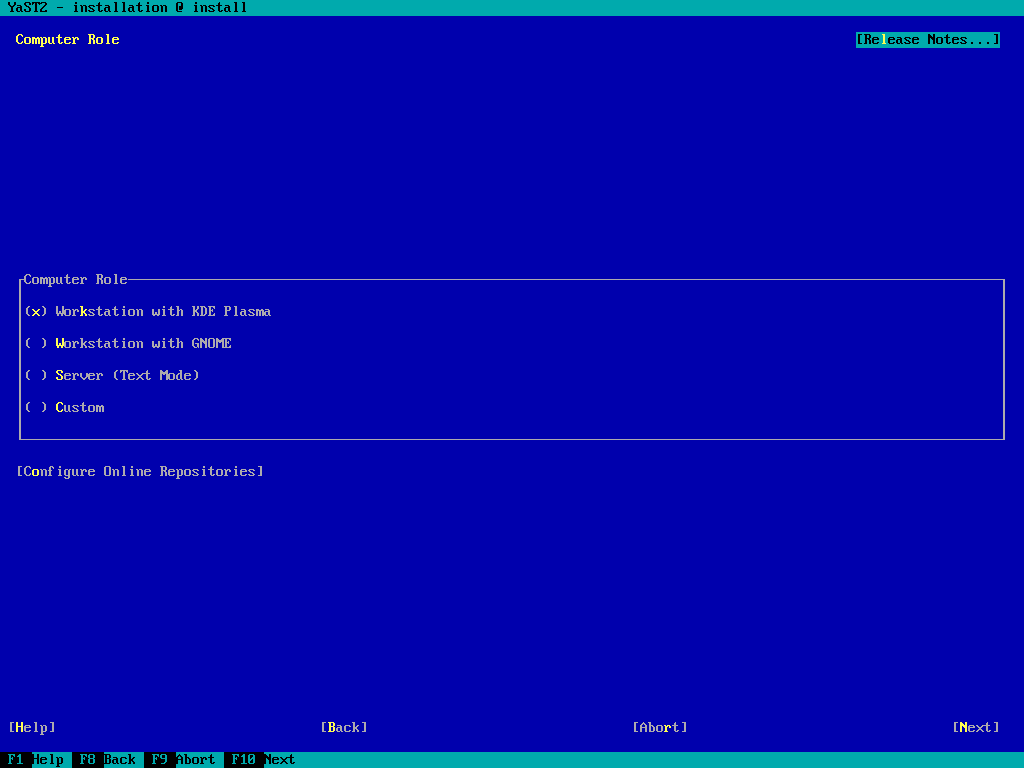 YaST2 - installation @ install
Computer Role [Release Notes...]
Computer Role
(x) Workstation with KDE Plasma
( ) Workstation with GNOME
( ) Server (Text Mode)
( ) Custom
[Configure Online Repositories]
[Help] [Back] [Abort] [Next]
F1 Help F8 Back F9 Abort F10 Next